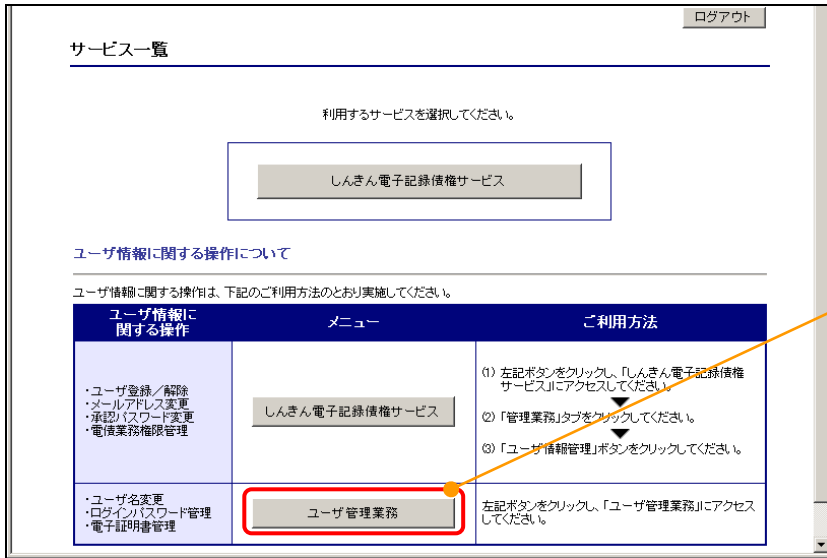 ログアウト
サービス一覧
利用するサービスを選択してください。
しんきん電子記録債権サービス
ユーザ情報に関する操作について
ユーザ情報に関する操作は、下記のご利用方法のとおり実施してください。
ユーザ情報に
関する操作
メニュー
ご利用方法
・ユーザ登録／解除
・メールアドレス変更
・承認パスワード変更
・電債業務権限管理
しんきん電子記録債権サービス
(1) 左記ボタンをクリックし、「しんきん電子記録債権
サービス」にアクセスしてください。
(2) 「管理業務」タブをクリックしてください。
(3) 「ユーザ情報管理」ボタンをクリックしてください。
・ユーザ名変更
・ログインパスワード管理
・電子証明書管理
ユーザ管理業務
左記ボタンをクリックし、「ユーザ管理業務」にアクセス
してください。